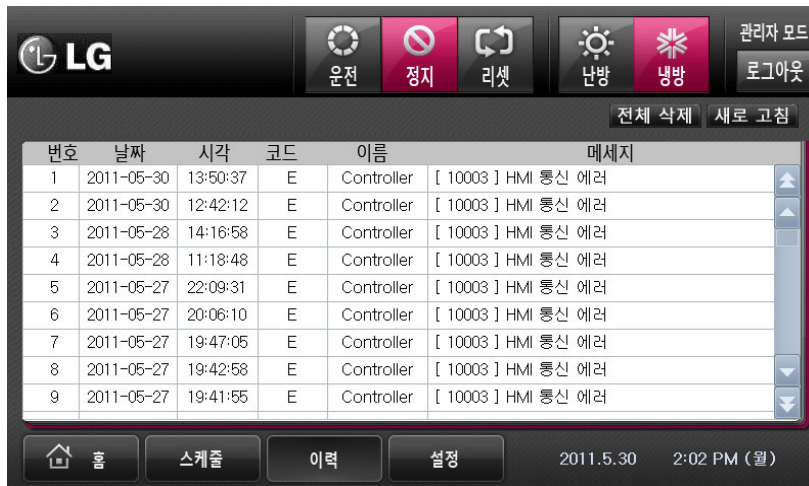 LG 운전 정지 리셋 난방 냉방 관리자 모드
로그아웃
전체 삭제 새로 고침
번호 날짜 시각 코드 이름 메세지
1 2011-05-30 13:50:37 E Controller [ 10003 ] HMI 통신 에러
2 2011-05-30 12:42:12 E Controller [ 10003 ] HMI 통신 에러
3 2011-05-28 14:16:58 E Controller [ 10003 ] HMI 통신 에러
4 2011-05-28 11:18:48 E Controller [ 10003 ] HMI 통신 에러
5 2011-05-27 22:09:31 E Controller [ 10003 ] HMI 통신 에러
6 2011-05-27 20:06:10 E Controller [ 10003 ] HMI 통신 에러
7 2011-05-27 19:47:05 E Controller [ 10003 ] HMI 통신 에러
8 2011-05-27 19:42:58 E Controller [ 10003 ] HMI 통신 에러
9 2011-05-27 19:41:55 E Controller [ 10003 ] HMI 통신 에러
홈 스케줄 이력 설정 2011.5.30 2:02 PM (월)